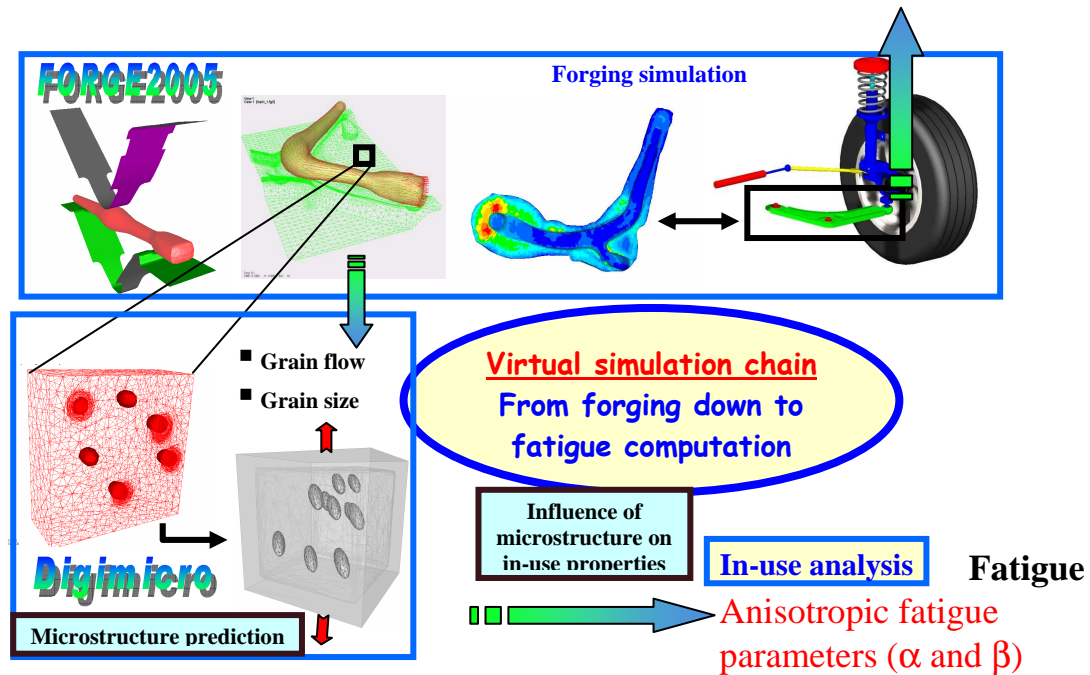 FORGE2005
Forging simulation
▪ Grain flow
▪ Grain size
Virtual simulation chain
From forging down to
fatigue computation
Digimicro
Microstructure prediction
Influence of
microstructure on
in-use properties
In-use analysis
Fatigue
Anisotropic fatigue
parameters (α and β)